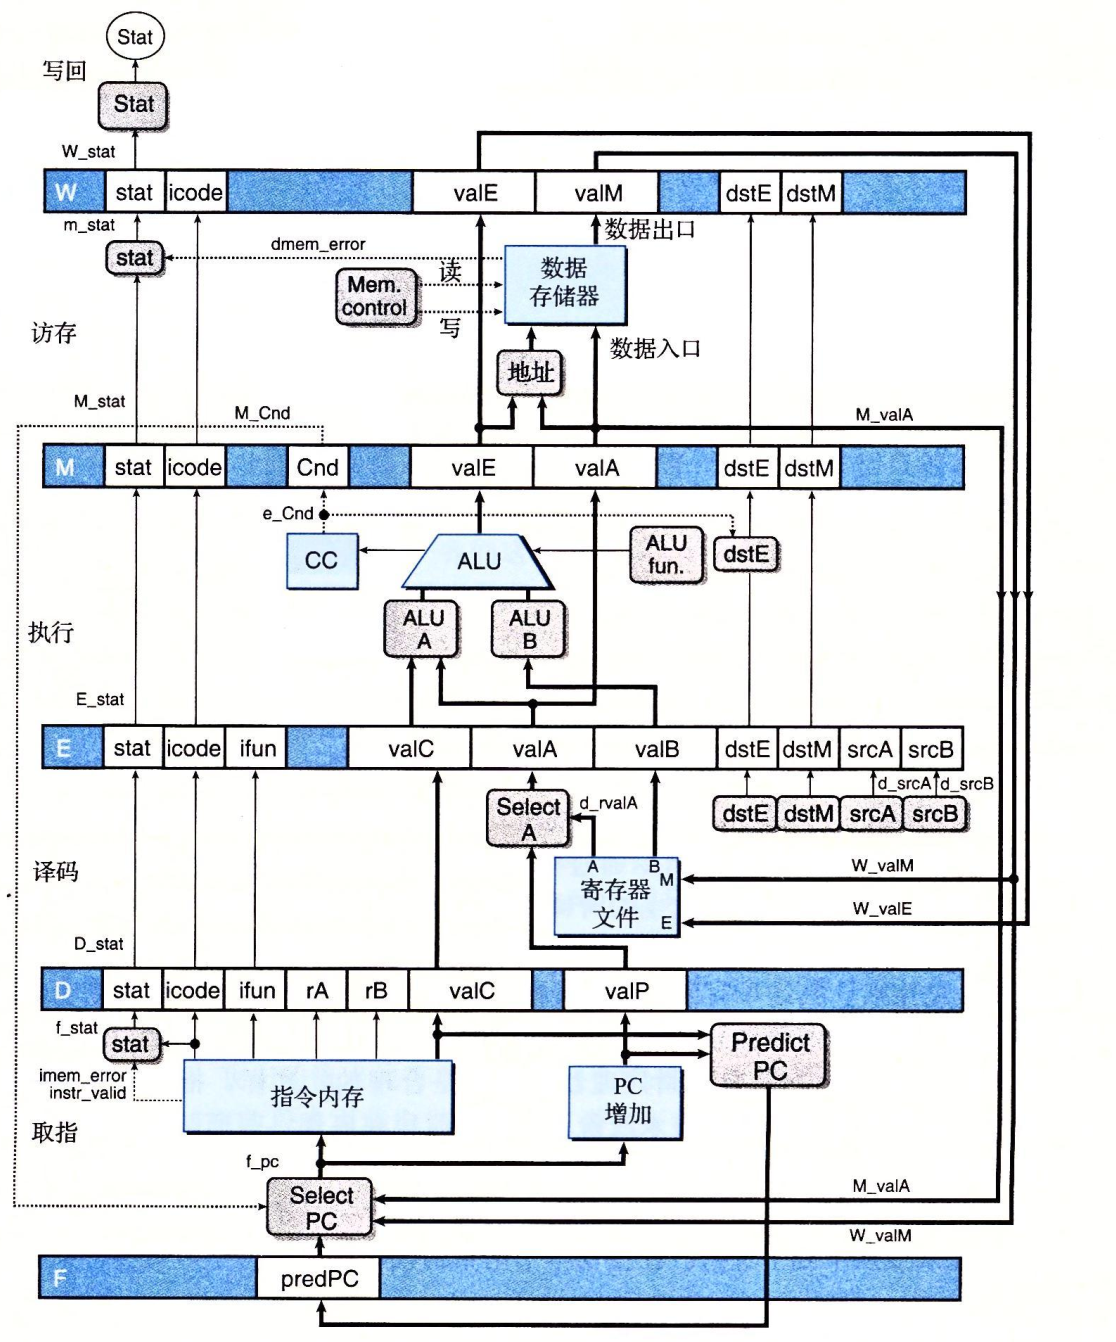 Stat
写回
Stat
W_stat
W
stat
icode
valE
valM
dstE
dstM
m_stat
数据出口
stat
dmem_error
数据
存储器
读
Mem.
control
写
访存
数据入口
地址
M_stat
M_Cnd
M_valA
M
stat
icode
Cnd
valE
valA
dstE
dstM
e_Cnd
CC
ALU
ALU
fun.
dstE
执行
ALU
A
ALU
B
E_stat
E
stat
icode
ifun
valC
valA
valB
dstE
dstM
srcA
srcB
d_srcA
d_srcB
Select
A
d_rvalA
dstE
dstM
srcA
srcB
译码
A
B
M
寄存器
文件
E
W_valM
W_valE
D_stat
D
stat
icode
ifun
rA
rB
valC
valP
f_stat
stat
Predict
PC
imem_error
instr_valid
指令内存
PC
增加
取指
f_pc
Select
PC
M_valA
W_valM
F
predPC